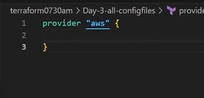 terraform0730am > Day-3-all-configfiles > provide
1 provider "aws" {
2
3 }